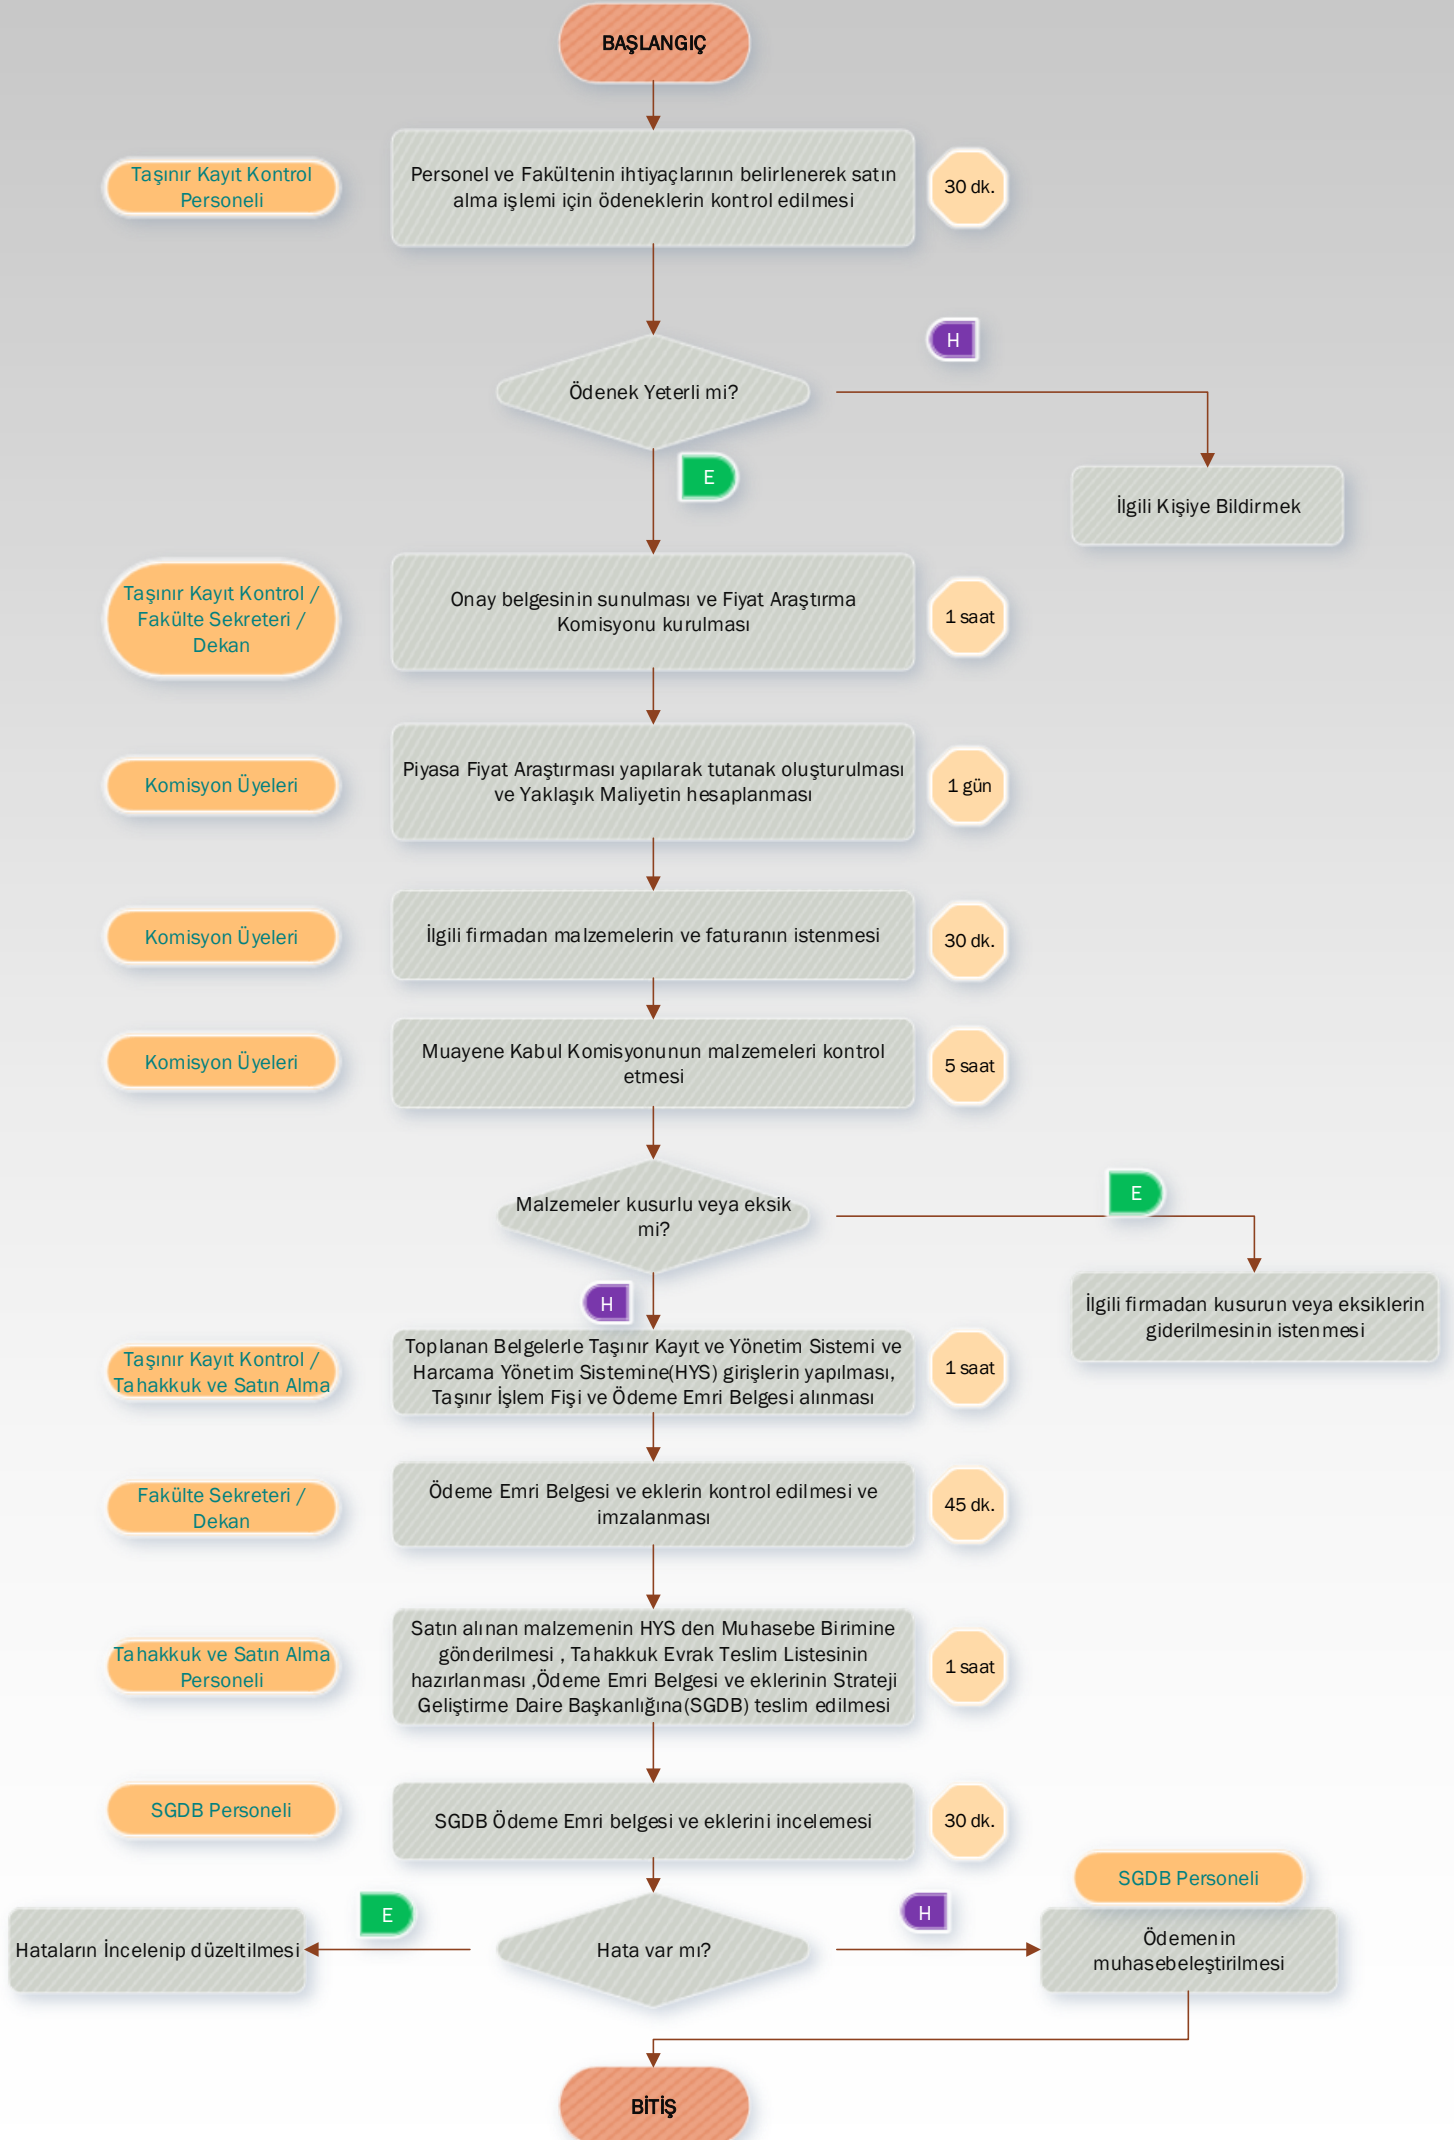 BAŞLANGIÇ
Taşınır Kayıt Kontrol
Personeli
Personel ve Fakültenin ihtiyaçlarının belirlenerek satın
alma işlemi için ödeneklerin kontrol edilmesi
30 dk.
H
Ödenek Yeterli mi?
E
İlgili Kişiye Bildirmek
Taşınır Kayıt Kontrol /
Fakülte Sekreteri /
Dekan
Onay belgesinin sunulması ve Fiyat Araştırma
Komisyonu kurulması
1 saat
Komisyon Üyeleri
Piyasa Fiyat Araştırması yapılarak tutanak oluşturulması
ve Yaklaşık Maliyetin hesaplanması
1 gün
Komisyon Üyeleri
İlgili firmadan malzemelerin ve faturanın istenmesi
30 dk.
Komisyon Üyeleri
Muayene Kabul Komisyonunun malzemeleri kontrol
etmesi
5 saat
Malzemeler kusurlu veya eksik
mi?
E
H
İlgili firmadan kusurun veya eksiklerin
giderilmesinin istenmesi
Taşınır Kayıt Kontrol /
Tahakkuk ve Satın Alma
Toplanan Belgelerle Taşınır Kayıt ve Yönetim Sistemi ve
Harcama Yönetim Sistemine(HYS) girişlerin yapılması,
Taşınır İşlem Fişi ve Ödeme Emri Belgesi alınması
1 saat
Fakülte Sekreteri /
Dekan
Ödeme Emri Belgesi ve eklerin kontrol edilmesi ve
imzalanması
45 dk.
Tahakkuk ve Satın Alma
Personeli
Satın alınan malzemenin HYS den Muhasebe Birimine
gönderilmesi , Tahakkuk Evrak Teslim Listesinin
hazırlanması ,Ödeme Emri Belgesi ve eklerinin Strateji
Geliştirme Daire Başkanlığına(SGDB) teslim edilmesi
1 saat
SGDB Personeli
SGDB Ödeme Emri belgesi ve eklerini incelemesi
30 dk.
SGDB Personeli
E
H
Hataların İncelenip düzeltilmesi
Hata var mı?
Ödemenin
muhasebeleştirilmesi
BİTİŞ